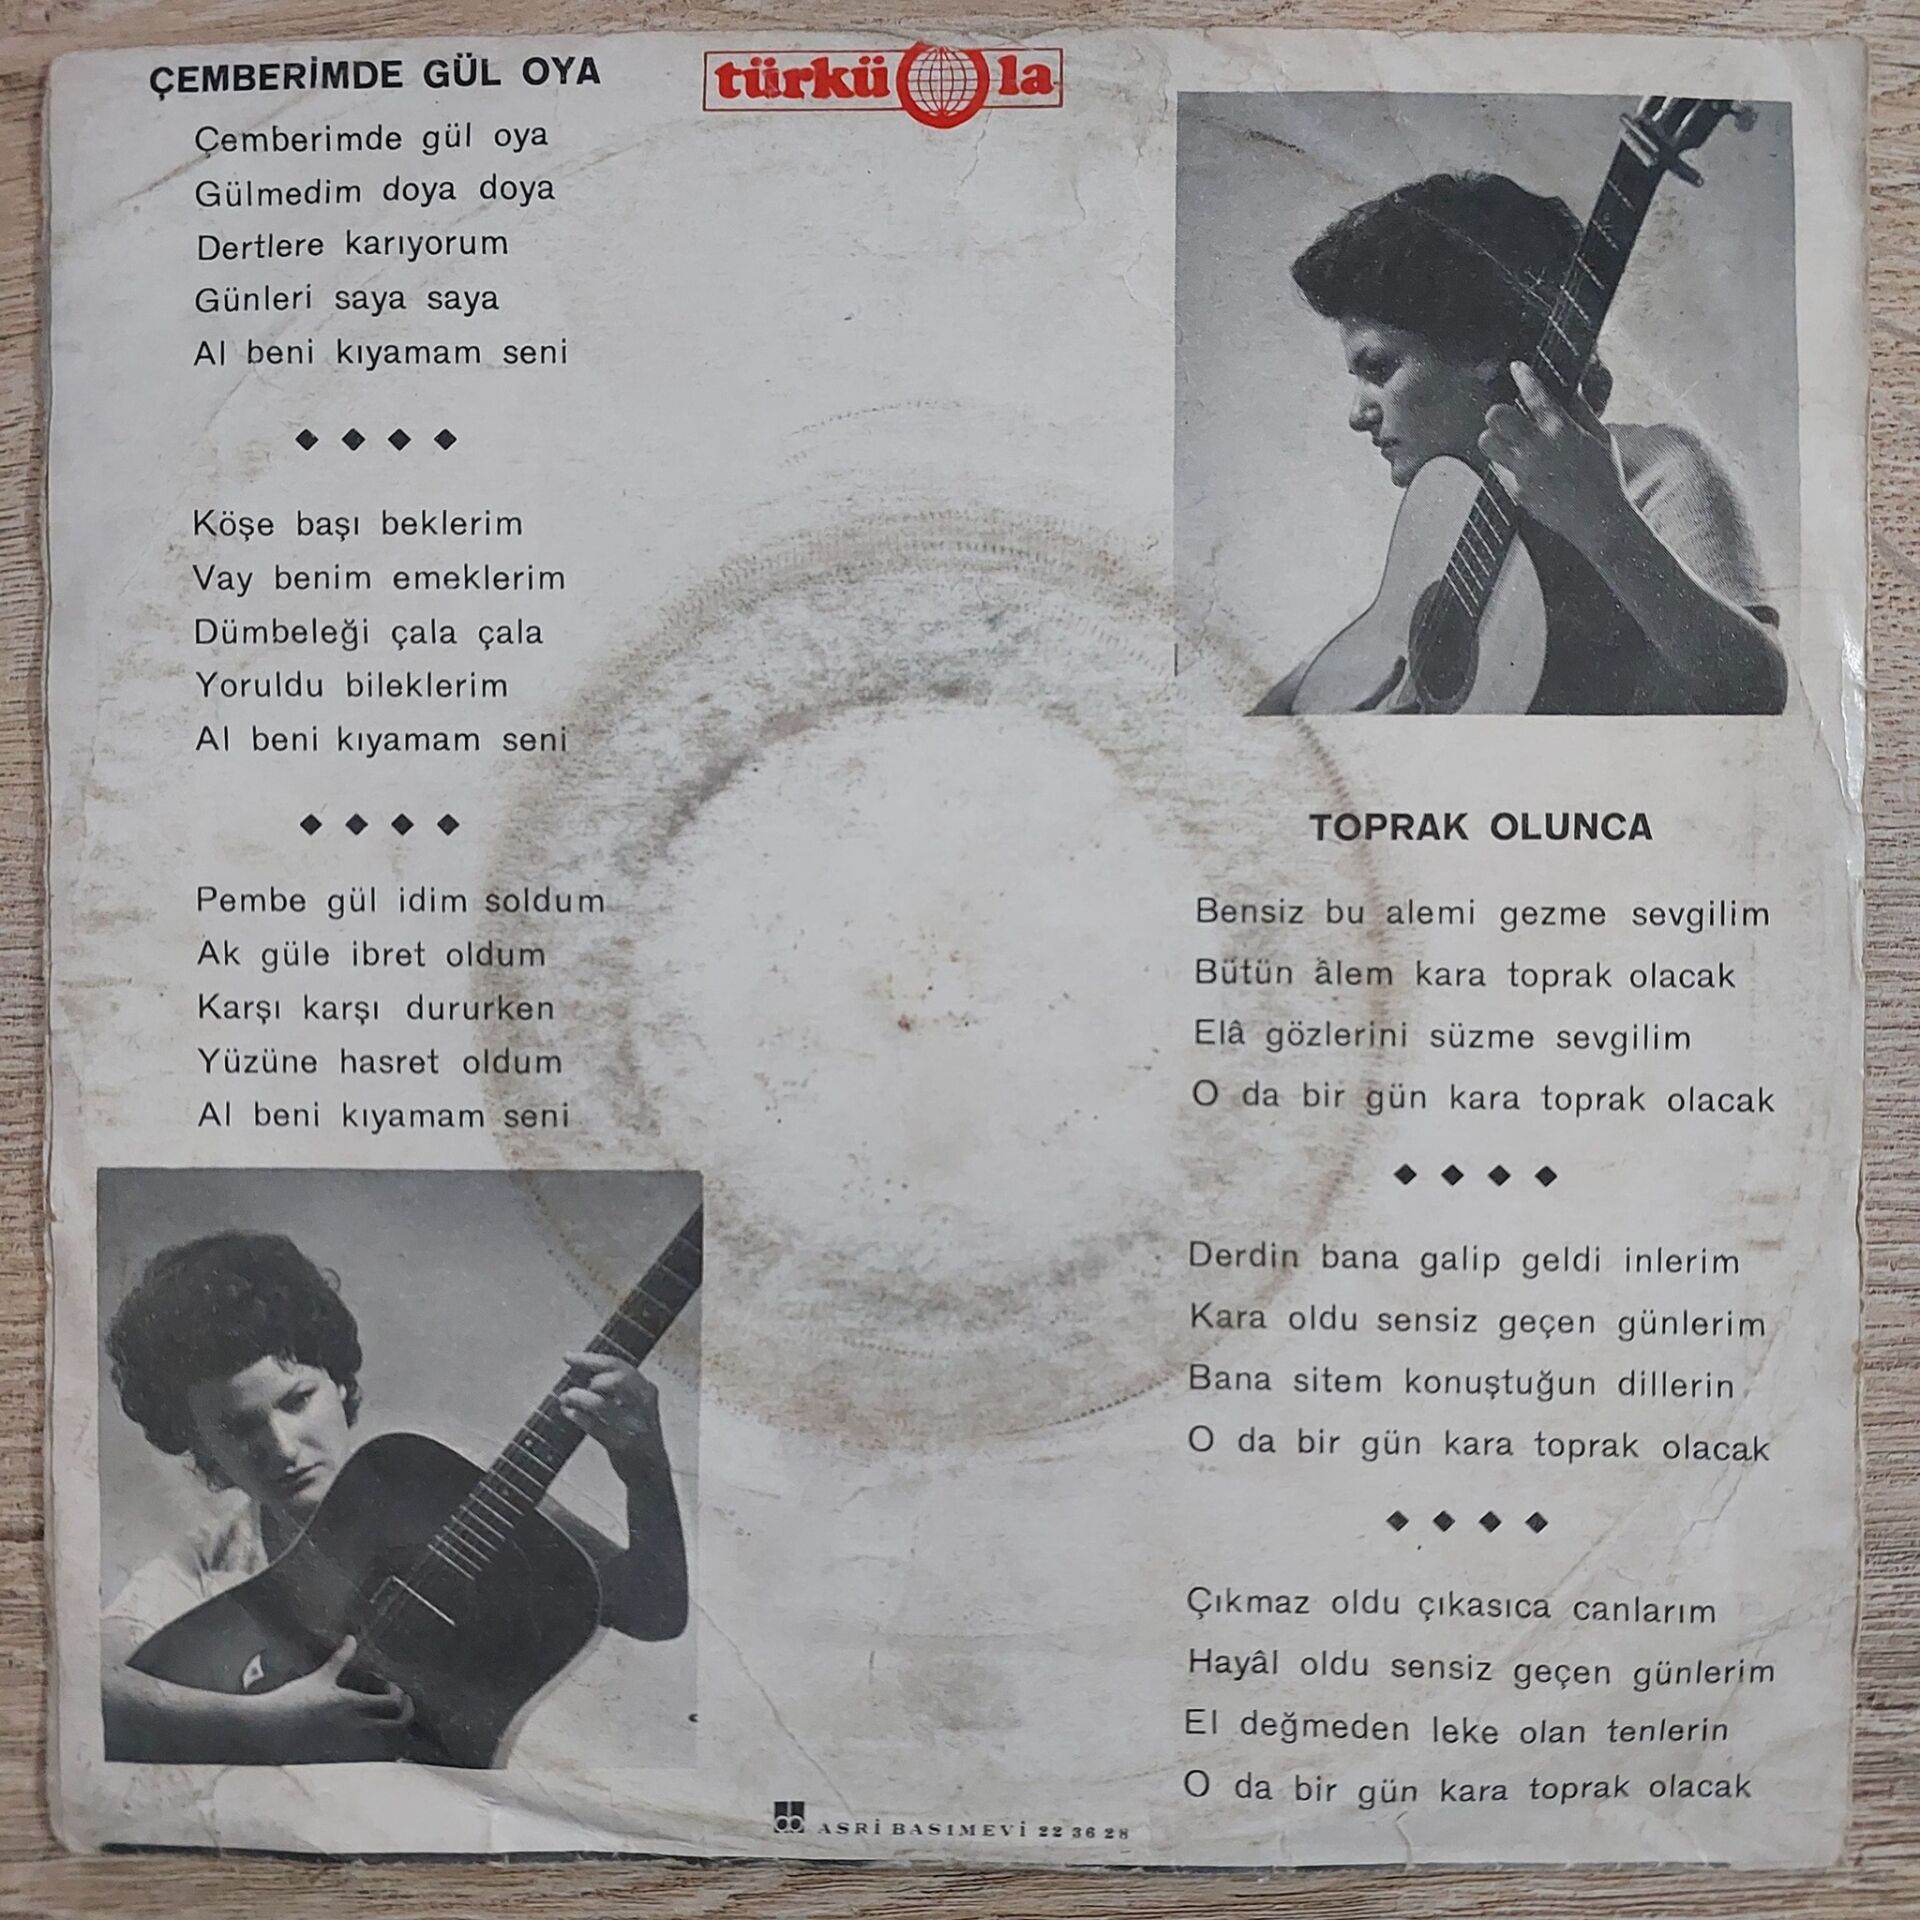 ÇEMBERİMDE GÜL OYA
Çemberimde gül oya
Gülmedim doya doya
Dertlere karıyorum
Günleri saya saya
Al beni kıyamam seni
Köşe başı beklerim
Vay benim emeklerim
Dümbeleği çala çala
Yoruldu bileklerim
Al beni kıyamam seni
Pembe gül idim soldum
Ak güle ibret oldum
Karşı karşı dururken
Yüzüne hasret oldum
Al beni kıyamam seni
türküola
TOPRAK OLUNCA
Bensiz bu alemi gezme sevgilim
Bütün âlem kara toprak olacak
Elâ gözlerini süzme sevgilim
O da bir gün kara toprak olacak
Derdin bana galip geldi inlerim
Kara oldu sensiz geçen günlerim
Bana sitem konuştuğun dillerin
O da bir gün kara toprak olacak
Çıkmaz oldu çıkasıca canlarım
Hayâl oldu sensiz geçen günlerim
El değmeden leke olan tenlerin
O da bir gün kara toprak olacak
ASRİ BASIMEVİ 22 36 28